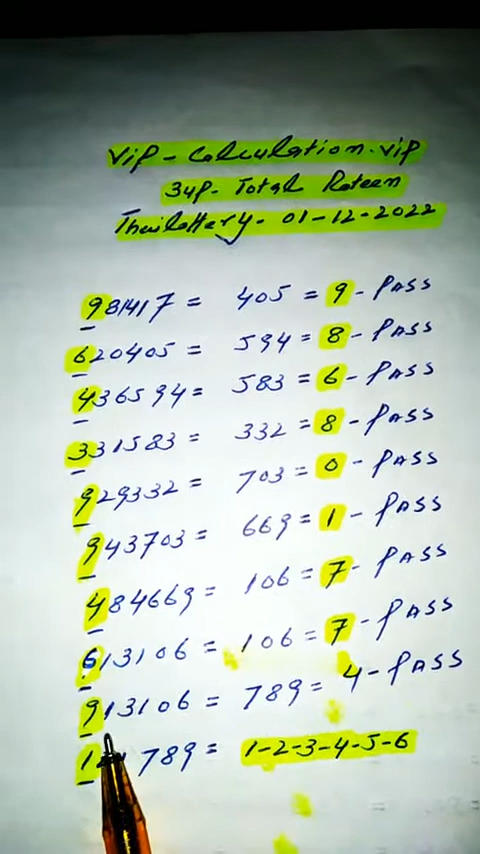 Vip - Calculation. vip
3up. Total Roteen
Thailottery. 01-12-2022
981417 = 405 = 9 - PASS
620405 = 594 = 8 - PASS
436594 = 583 = 6 - PASS
331583 = 332 = 8 - PASS
929332 = 703 = 0 - PASS
943703 = 669 = 1 - PASS
484669 = 106 = 7 - PASS
613106 = 106 = 7 - PASS
913106 = 789 = 4 - PASS
789 = 1-2-3-4-5-6